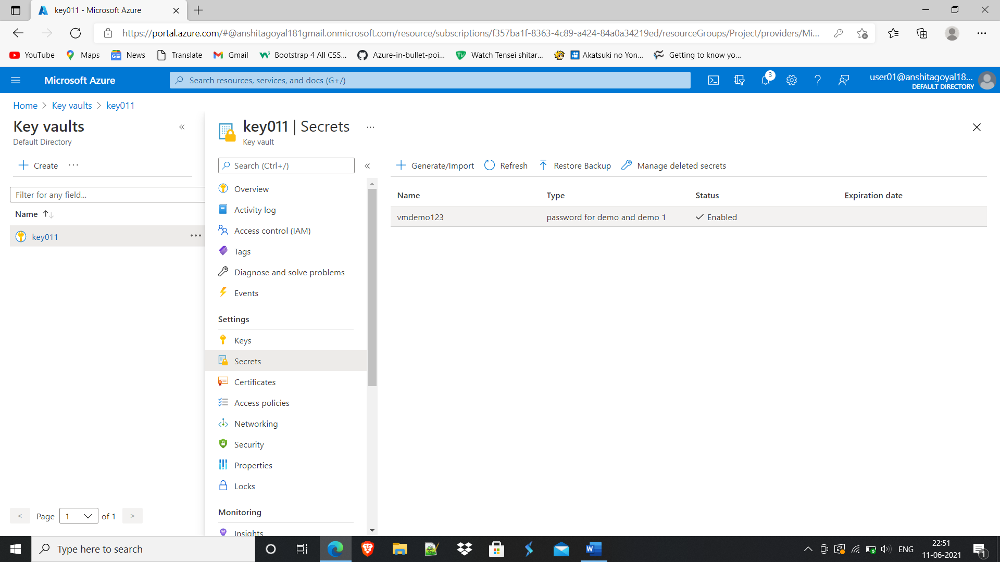 key011 - Microsoft Azure
https://portal.azure.com/#@anshitagoyal181gmail.onmicrosoft.com/resource/subscriptions/f357ba1f-8363-4c89-a424-84a0a34219ed/resourceGroups/Project/providers/Mi...
YouTube
Maps
News
Translate
Gmail
Bootstrap 4 All CSS...
Azure-in-bullet-poi...
Watch Tensei shitar...
Akatsuki no Yon...
Getting to know yo...
Microsoft Azure
Search resources, services, and docs (G+/)
3
user01@anshitagoyal18...
DEFAULT DIRECTORY
Home > Key vaults > key011
Key vaults
Default Directory
Create
Filter for any field...
Name
key011
< Page 1 of 1 >
key011 | Secrets
Key vault
Search (Ctrl+/)
Overview
Activity log
Access control (IAM)
Tags
Diagnose and solve problems
Events
Settings
Keys
Secrets
Certificates
Access policies
Networking
Security
Properties
Locks
Monitoring
Insights
Generate/Import
Refresh
Restore Backup
Manage deleted secrets
Name Type Status Expiration date
vmdemo123 password for demo and demo 1 Enabled
Type here to search
ENG
22:51
11-06-2021
1